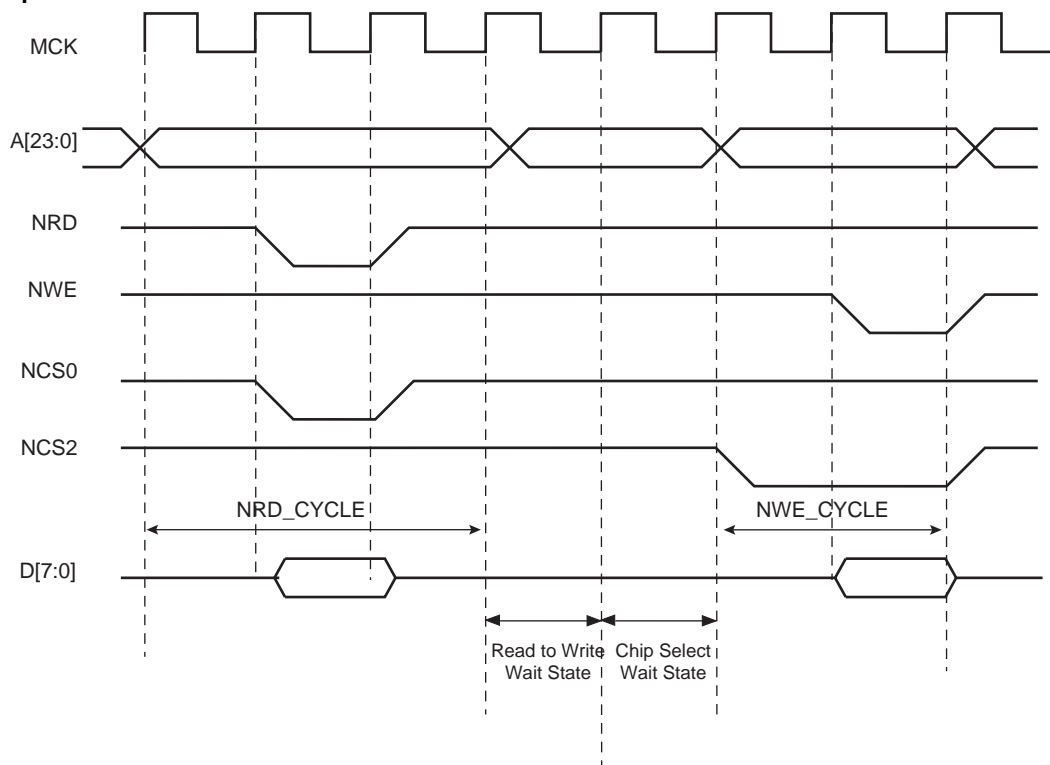 MCK
A[23:0]
NRD
NWE
NCS0
NCS2
NRD_CYCLE
NWE_CYCLE
D[7:0]
Read to Write
Wait State
Chip Select
Wait State